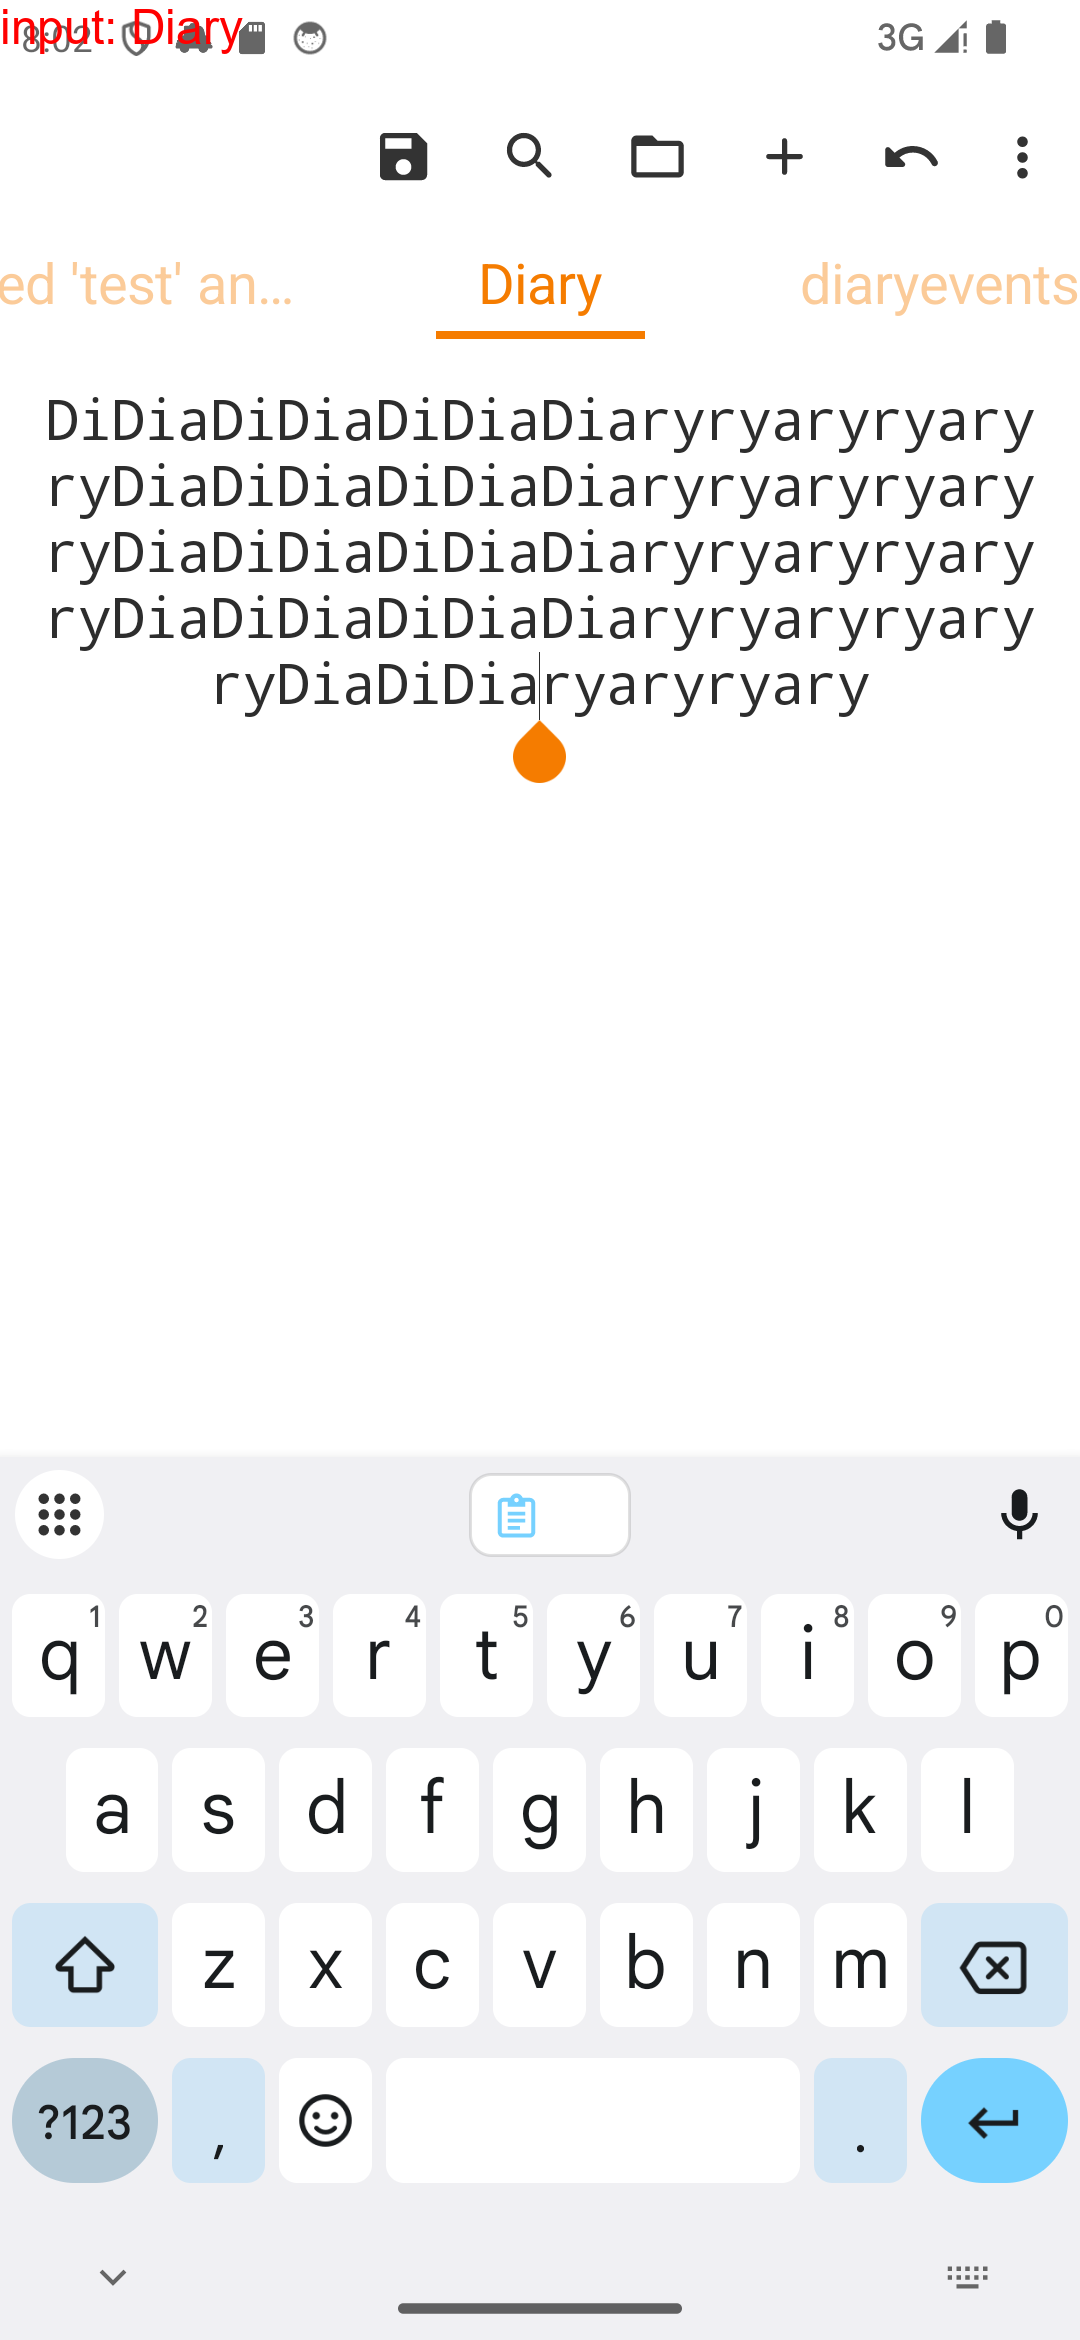 input: Diary
8:02
3G
ed 'test' an... Diary diaryevents
DiDiaDiDiaDiDiaDiaryryaryryary
ryDiaDiDiaDiDiaDiaryryaryryary
ryDiaDiDiaDiDiaDiaryryaryryary
ryDiaDiDiaDiDiaDiaryryaryryary
ryDiaDiDiaryaryryary
1 2 3 4 5 6 7 8 9 0
q w e r t y u i o p
a s d f g h j k l
z x c v b n m
?123 , .